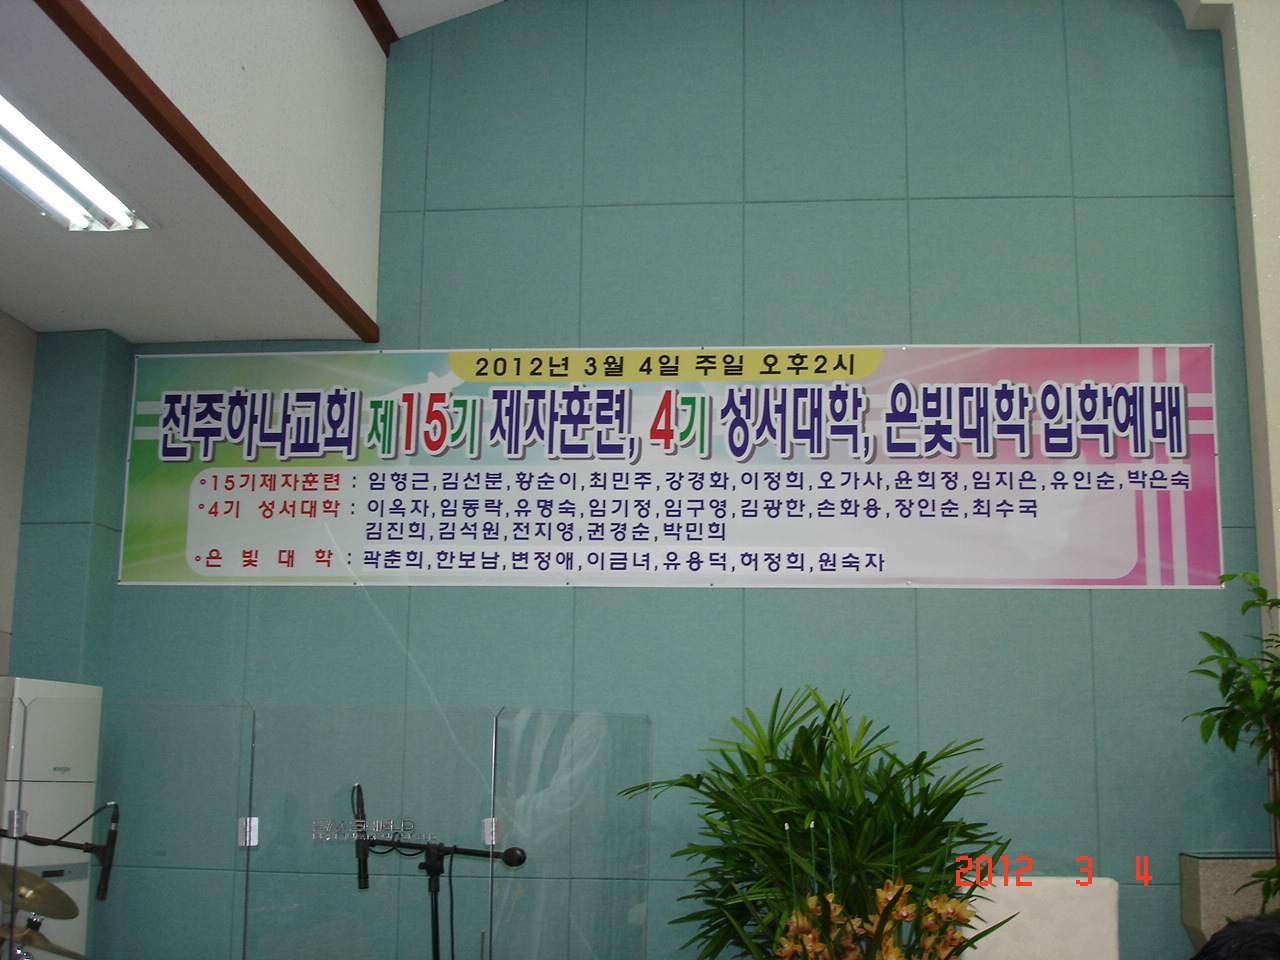 2012년 3월 4일 주일 오후2시
전주하나교회 제15기 제자훈련, 4기 성서대학, 은빛대학 입학예배
•15기제자훈련 : 임형근,김선분,황순이,최민주,강경화,이정희,오가사,윤희정,임지은,유인순,박은숙
•4기 성서대학 : 이옥자,임동락,유명숙,임기정,임구영,김광한,손화용,장인순,최수국
김진희,김석원,전지영,권경순,박민희
•은 빛 대 학 : 곽춘희,한보남,변정애,이금녀,유용덕,허정희,원숙자
SHIELD
2012 3 4